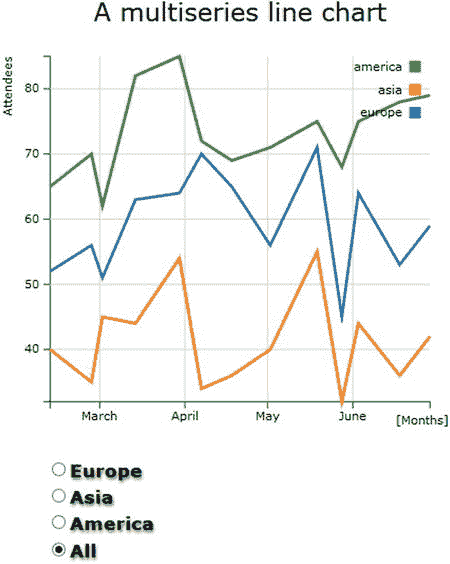 A multiseries line chart
Attendees
america
asia
europe
80
70
60
50
40
March April May June [Months]
Europe
Asia
America
All